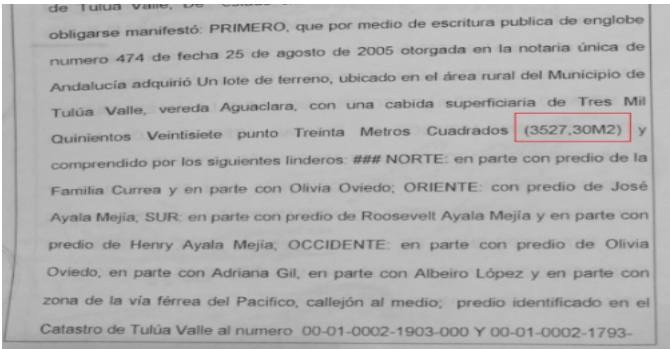 de Tulúa Valle, De
obligarse manifestó: PRIMERO, que por medio de escritura publica de englobe
numero 474 de fecha 25 de agosto de 2005 otorgada en la notaria única de
Andalucía adquirió Un lote de terreno, ubicado en el área rural del Municipio de
Tulúa Valle, vereda Aguaclara, con una cabida superficiaria de Tres Mil
Quinientos Veintisiete punto Treinta Metros Cuadrados (3527,30M2) y
comprendido por los siguientes linderos: ### NORTE: en parte con predio de la
Familia Currea y en parte con Olivia Oviedo; ORIENTE: con predio de José
Ayala Mejia; SUR: en parte con predio de Roosevelt Ayala Mejía y en parte con
predio de Henry Ayala Mejía; OCCIDENTE: en parte con predio de Olivia
Oviedo, en parte con Adriana Gil, en parte con Albeiro López y en parte con
zona de la vía férrea del Pacifico, callejón al medio; predio identificado en el
Catastro de Tulúa Valle al numero 00-01-0002-1903-000 Y 00-01-0002-1793-